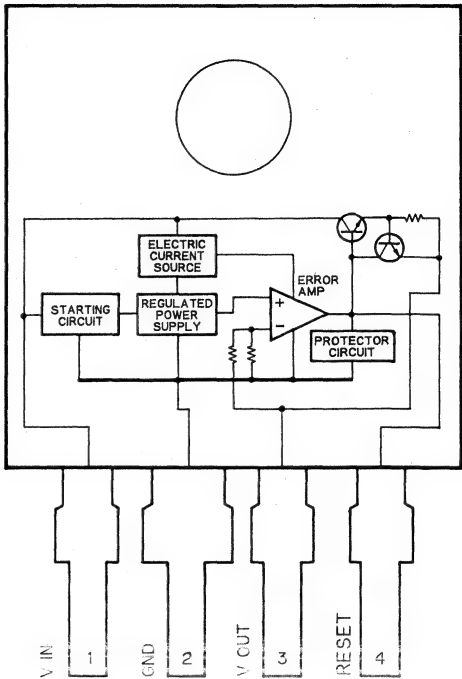 ELECTRIC
CURRENT
SOURCE
ERROR
AMP
STARTING
CIRCUIT
REGULATED
POWER
SUPPLY
+
−
PROTECTOR
CIRCUIT
V IN
1
GND
2
V OUT
3
RESET
4